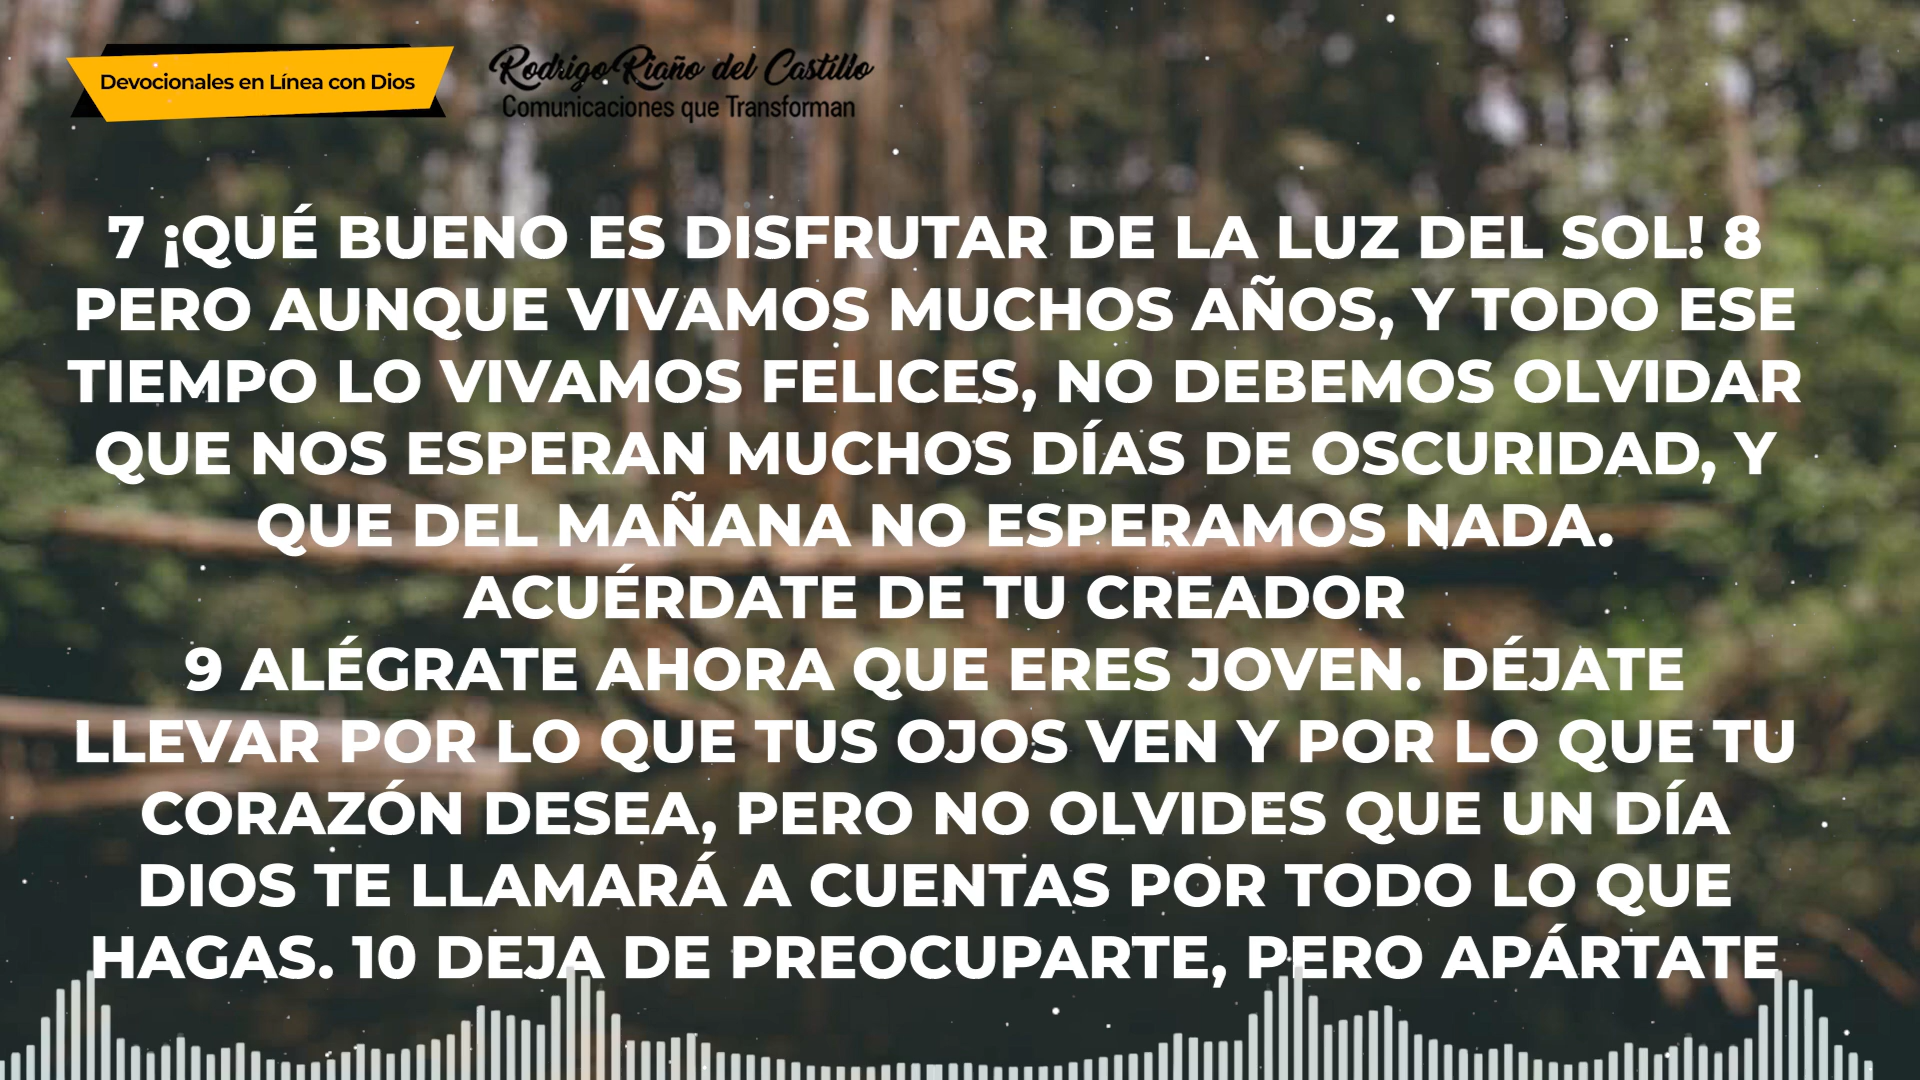 Devocionales en Línea con Dios
Rodrigo Riaño del Castillo
Comunicaciones que Transforman
7 ¡QUÉ BUENO ES DISFRUTAR DE LA LUZ DEL SOL! 8
PERO AUNQUE VIVAMOS MUCHOS AÑOS, Y TODO ESE
TIEMPO LO VIVAMOS FELICES, NO DEBEMOS OLVIDAR
QUE NOS ESPERAN MUCHOS DÍAS DE OSCURIDAD, Y
QUE DEL MAÑANA NO ESPERAMOS NADA.
ACUÉRDATE DE TU CREADOR
9 ALÉGRATE AHORA QUE ERES JOVEN. DÉJATE
LLEVAR POR LO QUE TUS OJOS VEN Y POR LO QUE TU
CORAZÓN DESEA, PERO NO OLVIDES QUE UN DÍA
DIOS TE LLAMARÁ A CUENTAS POR TODO LO QUE
HAGAS. 10 DEJA DE PREOCUPARTE, PERO APÁRTATE